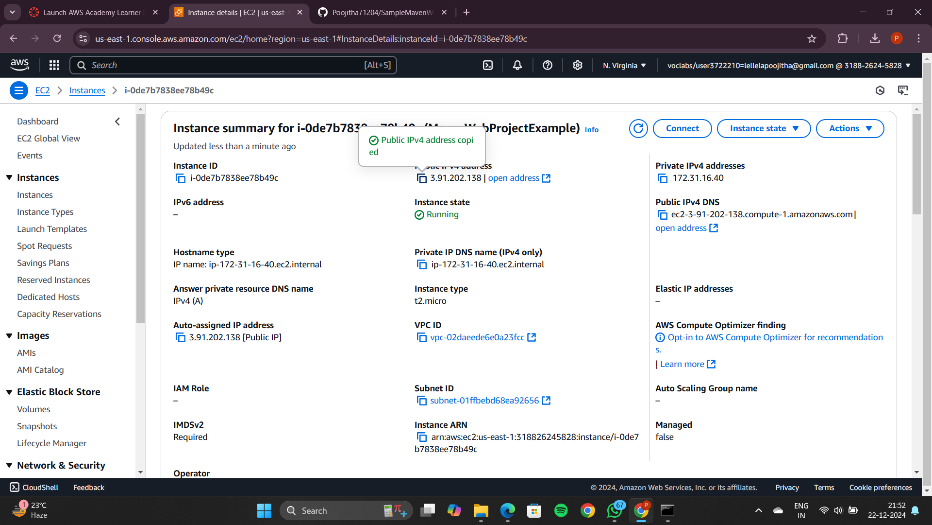 Launch AWS Academy Learner
Instance details | EC2 | us-east
Poojitha71204/SampleMavenW
us-east-1.console.aws.amazon.com/ec2/home?region=us-east-1#InstanceDetails:instanceId=i-0de7b7838ee78b49c
P
aws
Search
[Alt+S]
N. Virginia
voclabs/user3722210=iellelapoojitha@gmail.com @ 3188-2624-5828
EC2 > Instances > i-0de7b7838ee78b49c
Dashboard
EC2 Global View
Events
Instances
Instances
Instance Types
Launch Templates
Spot Requests
Savings Plans
Reserved Instances
Dedicated Hosts
Capacity Reservations
Images
AMIs
AMI Catalog
Elastic Block Store
Volumes
Snapshots
Lifecycle Manager
Network & Security
Instance summary for i-0de7b7838
Info
Connect
Instance state
Actions
Updated less than a minute ago
Public IPv4 address copi
ed
Instance ID
i-0de7b7838ee78b49c
3.91.202.138 | open address
Private IPv4 addresses
172.31.16.40
IPv6 address
–
Instance state
Running
Public IPv4 DNS
ec2-3-91-202-138.compute-1.amazonaws.com |
open address
Hostname type
IP name: ip-172-31-16-40.ec2.internal
Private IP DNS name (IPv4 only)
ip-172-31-16-40.ec2.internal
Answer private resource DNS name
IPv4 (A)
Instance type
t2.micro
Elastic IP addresses
–
Auto-assigned IP address
3.91.202.138 [Public IP]
VPC ID
vpc-02daeede6e0a23fcc
AWS Compute Optimizer finding
Opt-in to AWS Compute Optimizer for recommendation
s.
| Learn more
IAM Role
–
Subnet ID
subnet-01ffbebd68ea92656
Auto Scaling Group name
–
IMDSv2
Required
Instance ARN
arn:aws:ec2:us-east-1:318826245828:instance/i-0de7
b7838ee78b49c
Managed
false
Operator
CloudShell
Feedback
© 2024, Amazon Web Services, Inc. or its affiliates.
Privacy
Terms
Cookie preferences
1
23°C
Haze
Search
67
P
ENG
IN
21:52
22-12-2024